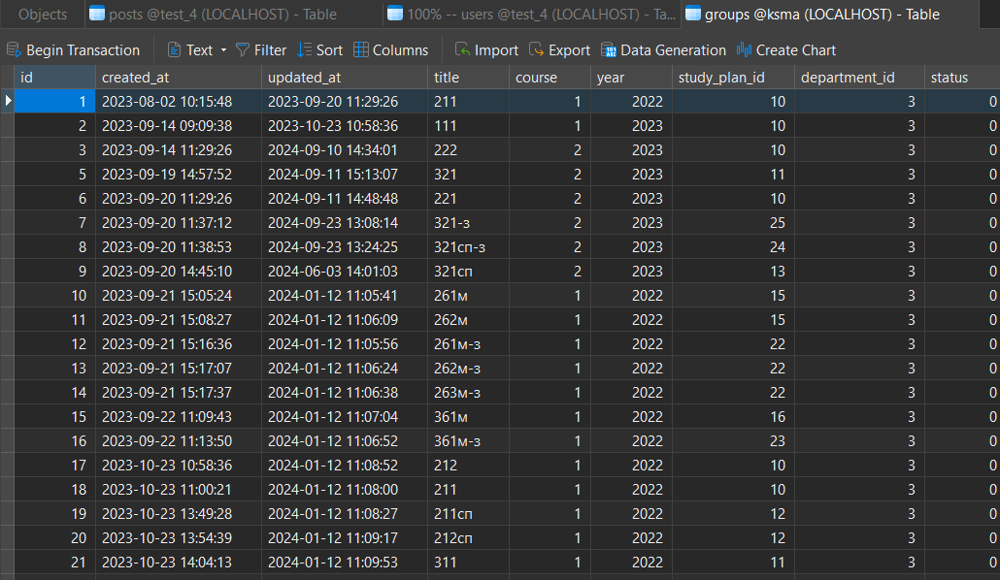 Objects posts @test_4 (LOCALHOST) - Table 100% -- users @test_4 (LOCALHOST) - Ta... groups @ksma (LOCALHOST) - Table
Begin Transaction Text Filter Sort Columns Import Export Data Generation Create Chart
id created_at updated_at title course year study_plan_id department_id status
1 2023-08-02 10:15:48 2023-09-20 11:29:26 211 1 2022 10 3 0
2 2023-09-14 09:09:38 2023-10-23 10:58:36 111 1 2023 10 3 0
3 2023-09-14 11:29:26 2024-09-10 14:34:01 222 2 2023 10 3 0
5 2023-09-19 14:57:52 2024-09-11 15:13:07 321 2 2023 11 3 0
6 2023-09-20 11:29:26 2024-09-11 14:48:48 221 2 2023 10 3 0
7 2023-09-20 11:37:12 2024-09-23 13:08:14 321-з 2 2023 25 3 0
8 2023-09-20 11:38:53 2024-09-23 13:24:25 321сп-з 2 2023 24 3 0
9 2023-09-20 14:45:10 2024-06-03 14:01:03 321сп 2 2023 13 3 0
10 2023-09-21 15:05:24 2024-01-12 11:05:41 261м 1 2022 15 3 0
11 2023-09-21 15:08:27 2024-01-12 11:06:09 262м 1 2022 15 3 0
12 2023-09-21 15:16:36 2024-01-12 11:05:56 261м-з 1 2022 22 3 0
13 2023-09-21 15:17:07 2024-01-12 11:06:24 262м-з 1 2022 22 3 0
14 2023-09-21 15:17:37 2024-01-12 11:06:38 263м-з 1 2022 22 3 0
15 2023-09-22 11:09:43 2024-01-12 11:07:04 361м 1 2022 16 3 0
16 2023-09-22 11:13:50 2024-01-12 11:06:52 361м-з 1 2022 23 3 0
17 2023-10-23 10:58:36 2024-01-12 11:08:52 212 1 2022 10 3 0
18 2023-10-23 11:00:21 2024-01-12 11:08:00 211 1 2022 10 3 0
19 2023-10-23 13:49:28 2024-01-12 11:08:27 211сп 1 2022 12 3 0
20 2023-10-23 13:54:39 2024-01-12 11:09:17 212сп 1 2022 12 3 0
21 2023-10-23 14:04:13 2024-01-12 11:09:53 311 1 2022 11 3 0